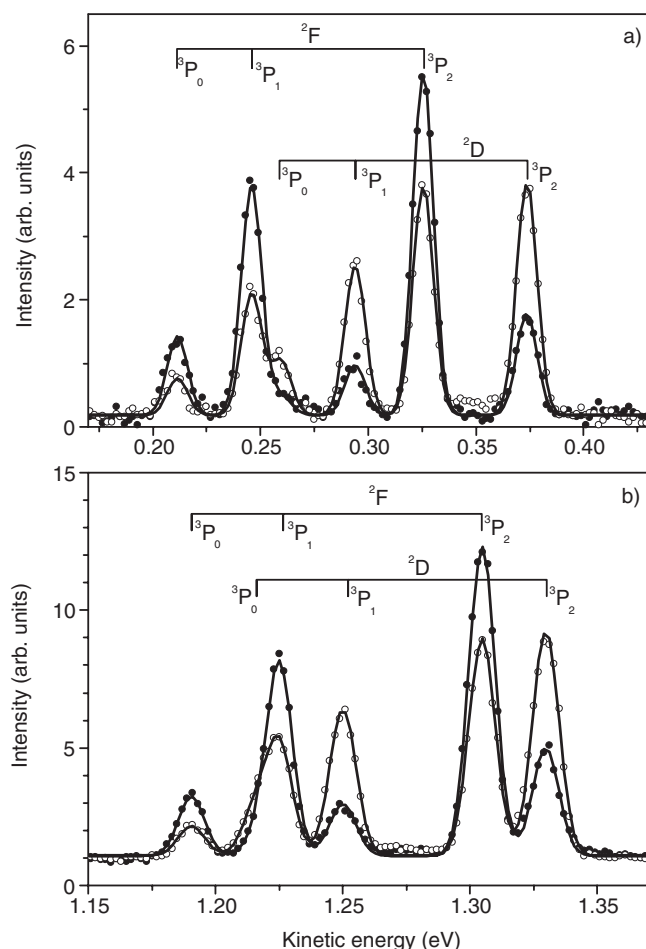 a)
²F
³P₀ ³P₁ ³P₂
²D
³P₀ ³P₁ ³P₂
6
4
2
0
Intensity (arb. units)
0.20 0.25 0.30 0.35 0.40
b)
²F
³P₀ ³P₁ ³P₂
²D
³P₀ ³P₁ ³P₂
15
10
5
0
Intensity (arb. units)
1.15 1.20 1.25 1.30 1.35
Kinetic energy (eV)